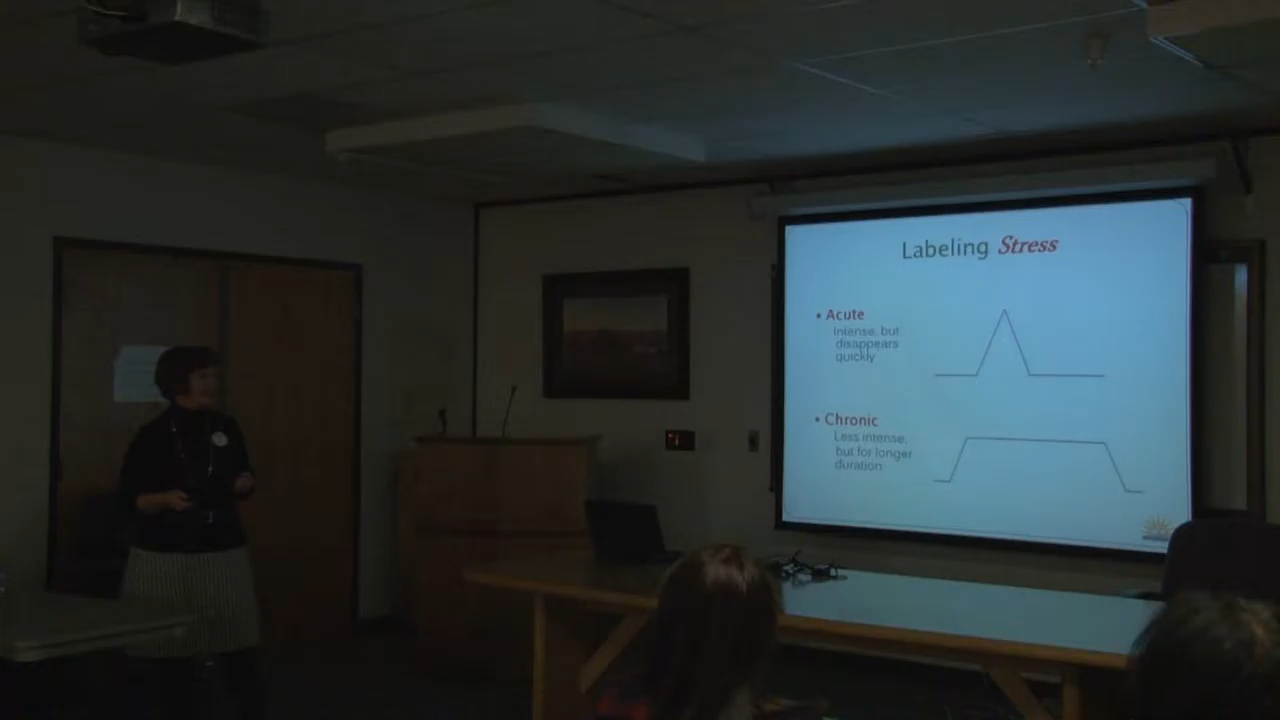 Labeling Stress
• Acute
Intense, but
disappears
quickly
• Chronic
Less intense,
but for longer
duration